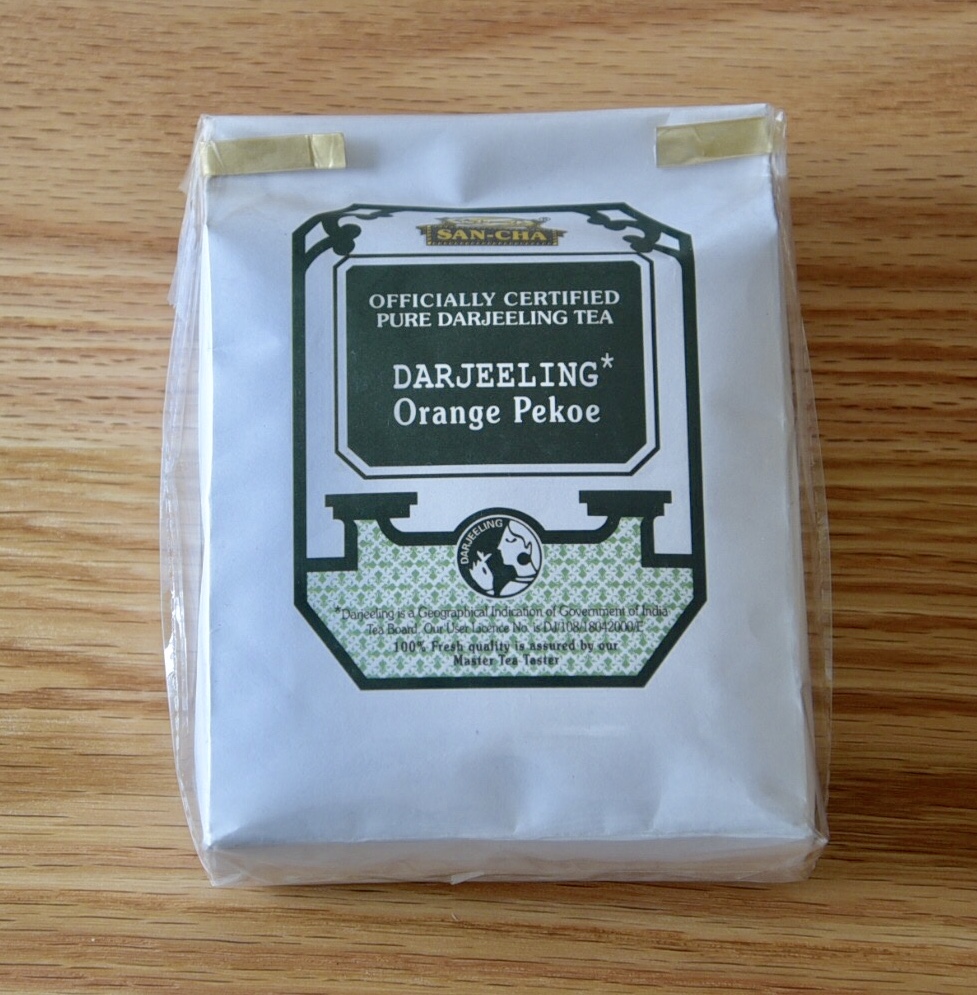 SAN-CHA
OFFICIALLY CERTIFIED
PURE DARJEELING TEA
DARJEELING*
Orange Pekoe
DARJEELING
*Darjeeling is a Geographical Indication of Government of India
Tea Board. Our User Licence No. is DJ/108/18042000/E
100% Fresh quality is assured by our
Master Tea Taster